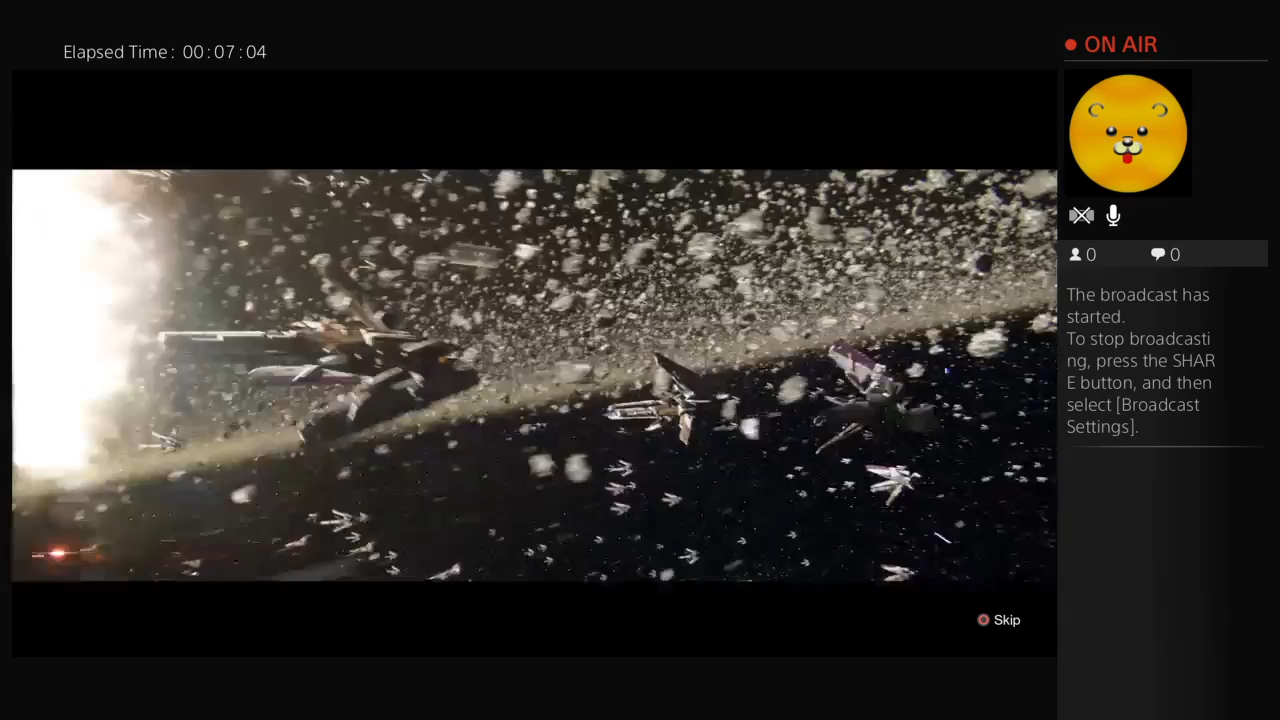 Elapsed Time: 00:07:04
ON AIR
0
0
The broadcast has
started.
To stop broadcasti
ng, press the SHAR
E button, and then
select [Broadcast
Settings].
Skip